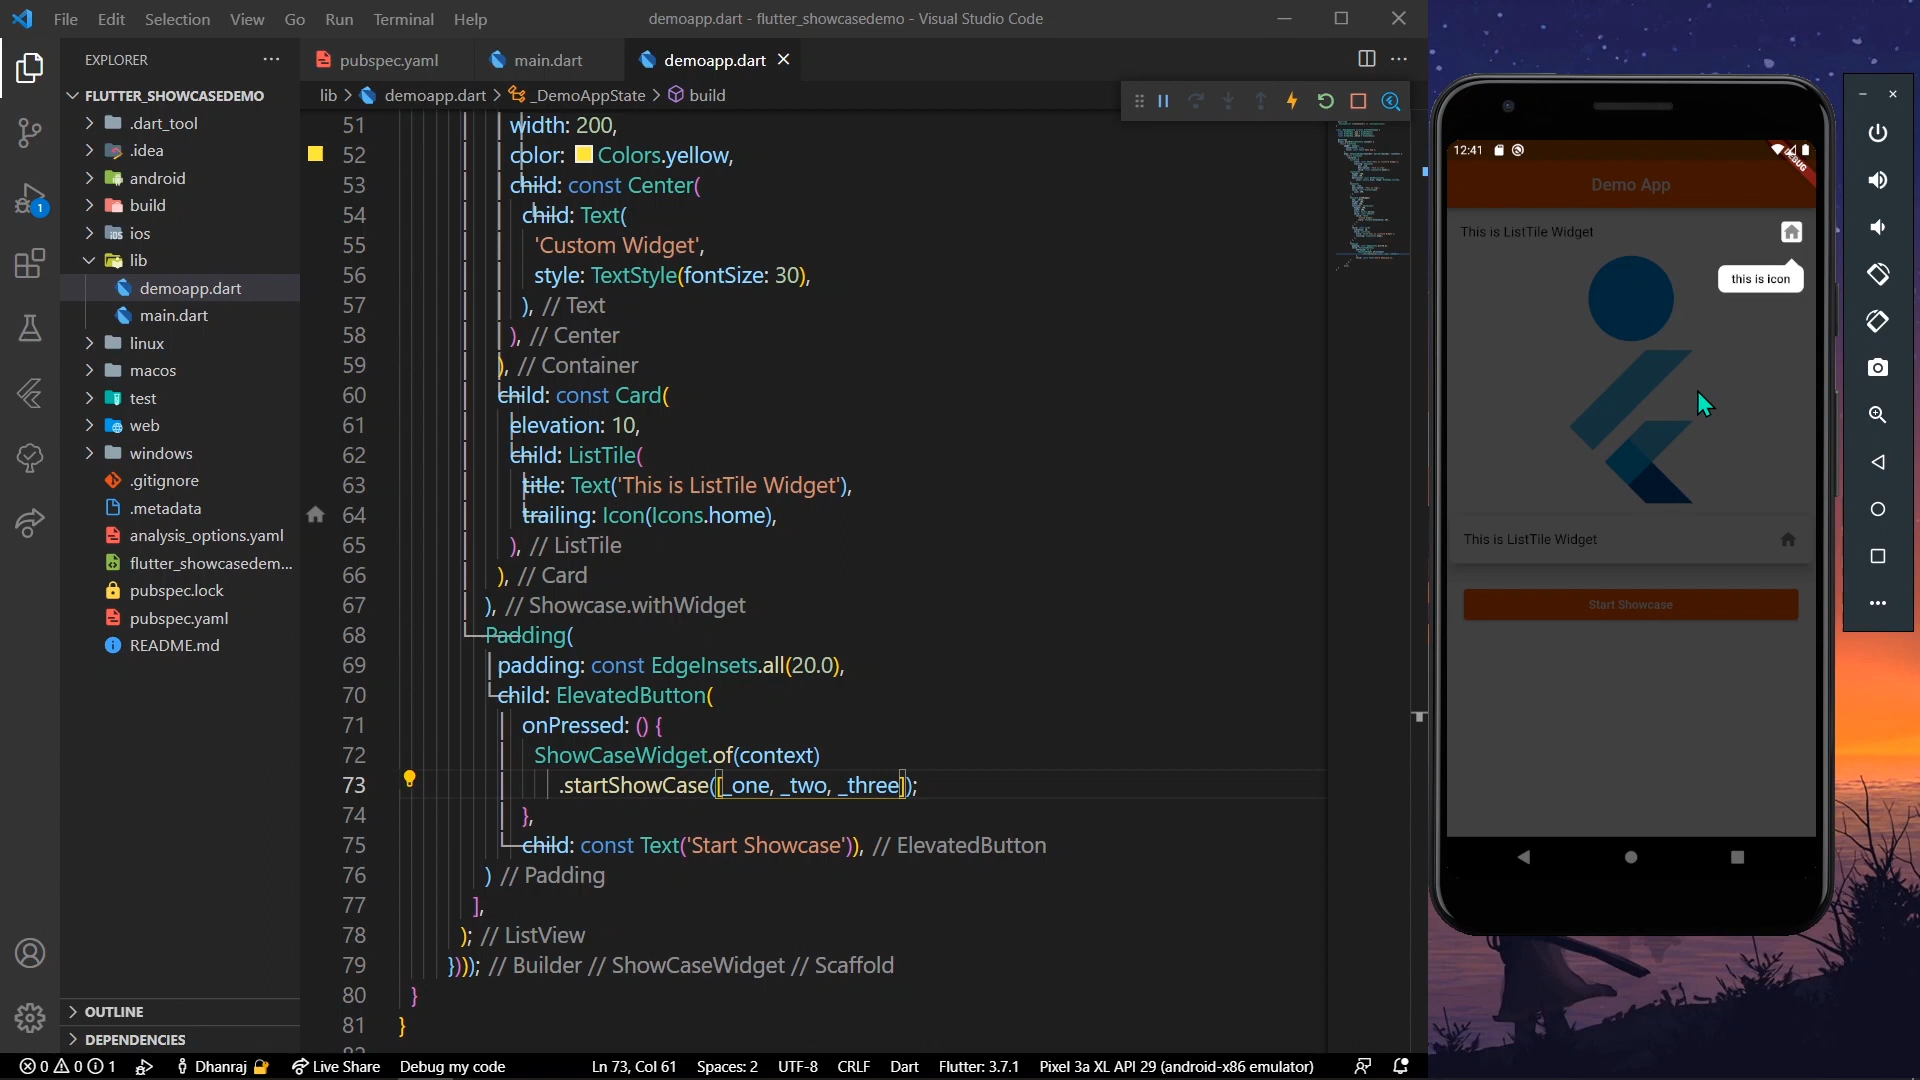 File Edit Selection View Go Run Terminal Help
demoapp.dart - flutter_showcasedemo - Visual Studio Code
EXPLORER
FLUTTER_SHOWCASEDEMO
.dart_tool
.idea
android
build
ios
lib
demoapp.dart
main.dart
linux
macos
test
web
windows
.gitignore
.metadata
analysis_options.yaml
flutter_showcasedem...
pubspec.lock
pubspec.yaml
README.md
OUTLINE
DEPENDENCIES
1
pubspec.yaml main.dart demoapp.dart
lib > demoapp.dart > _DemoAppState > build
51 width: 200,
52 color: Colors.yellow,
53 child: const Center(
54 child: Text(
55 'Custom Widget',
56 style: TextStyle(fontSize: 30),
57 ), // Text
58 ), // Center
59 ), // Container
60 child: const Card(
61 elevation: 10,
62 child: ListTile(
63 title: Text('This is ListTile Widget'),
64 trailing: Icon(Icons.home),
65 ), // ListTile
66 ), // Card
67 ), // Showcase.withWidget
68 Padding(
69 padding: const EdgeInsets.all(20.0),
70 child: ElevatedButton(
71 onPressed: () {
72 ShowCaseWidget.of(context)
73 .startShowCase([_one, _two, _three]);
74 },
75 child: const Text('Start Showcase')), // ElevatedButton
76 ) // Padding
77 ],
78 ); // ListView
79 }))); // Builder // ShowCaseWidget // Scaffold
80 }
81 }
12:41
DEBUG
Demo App
This is ListTile Widget
this is icon
This is ListTile Widget
Start Showcase
0 0 1 Dhanraj Live Share Debug my code Ln 73, Col 61 Spaces: 2 UTF-8 CRLF Dart Flutter: 3.7.1 Pixel 3a XL API 29 (android-x86 emulator)